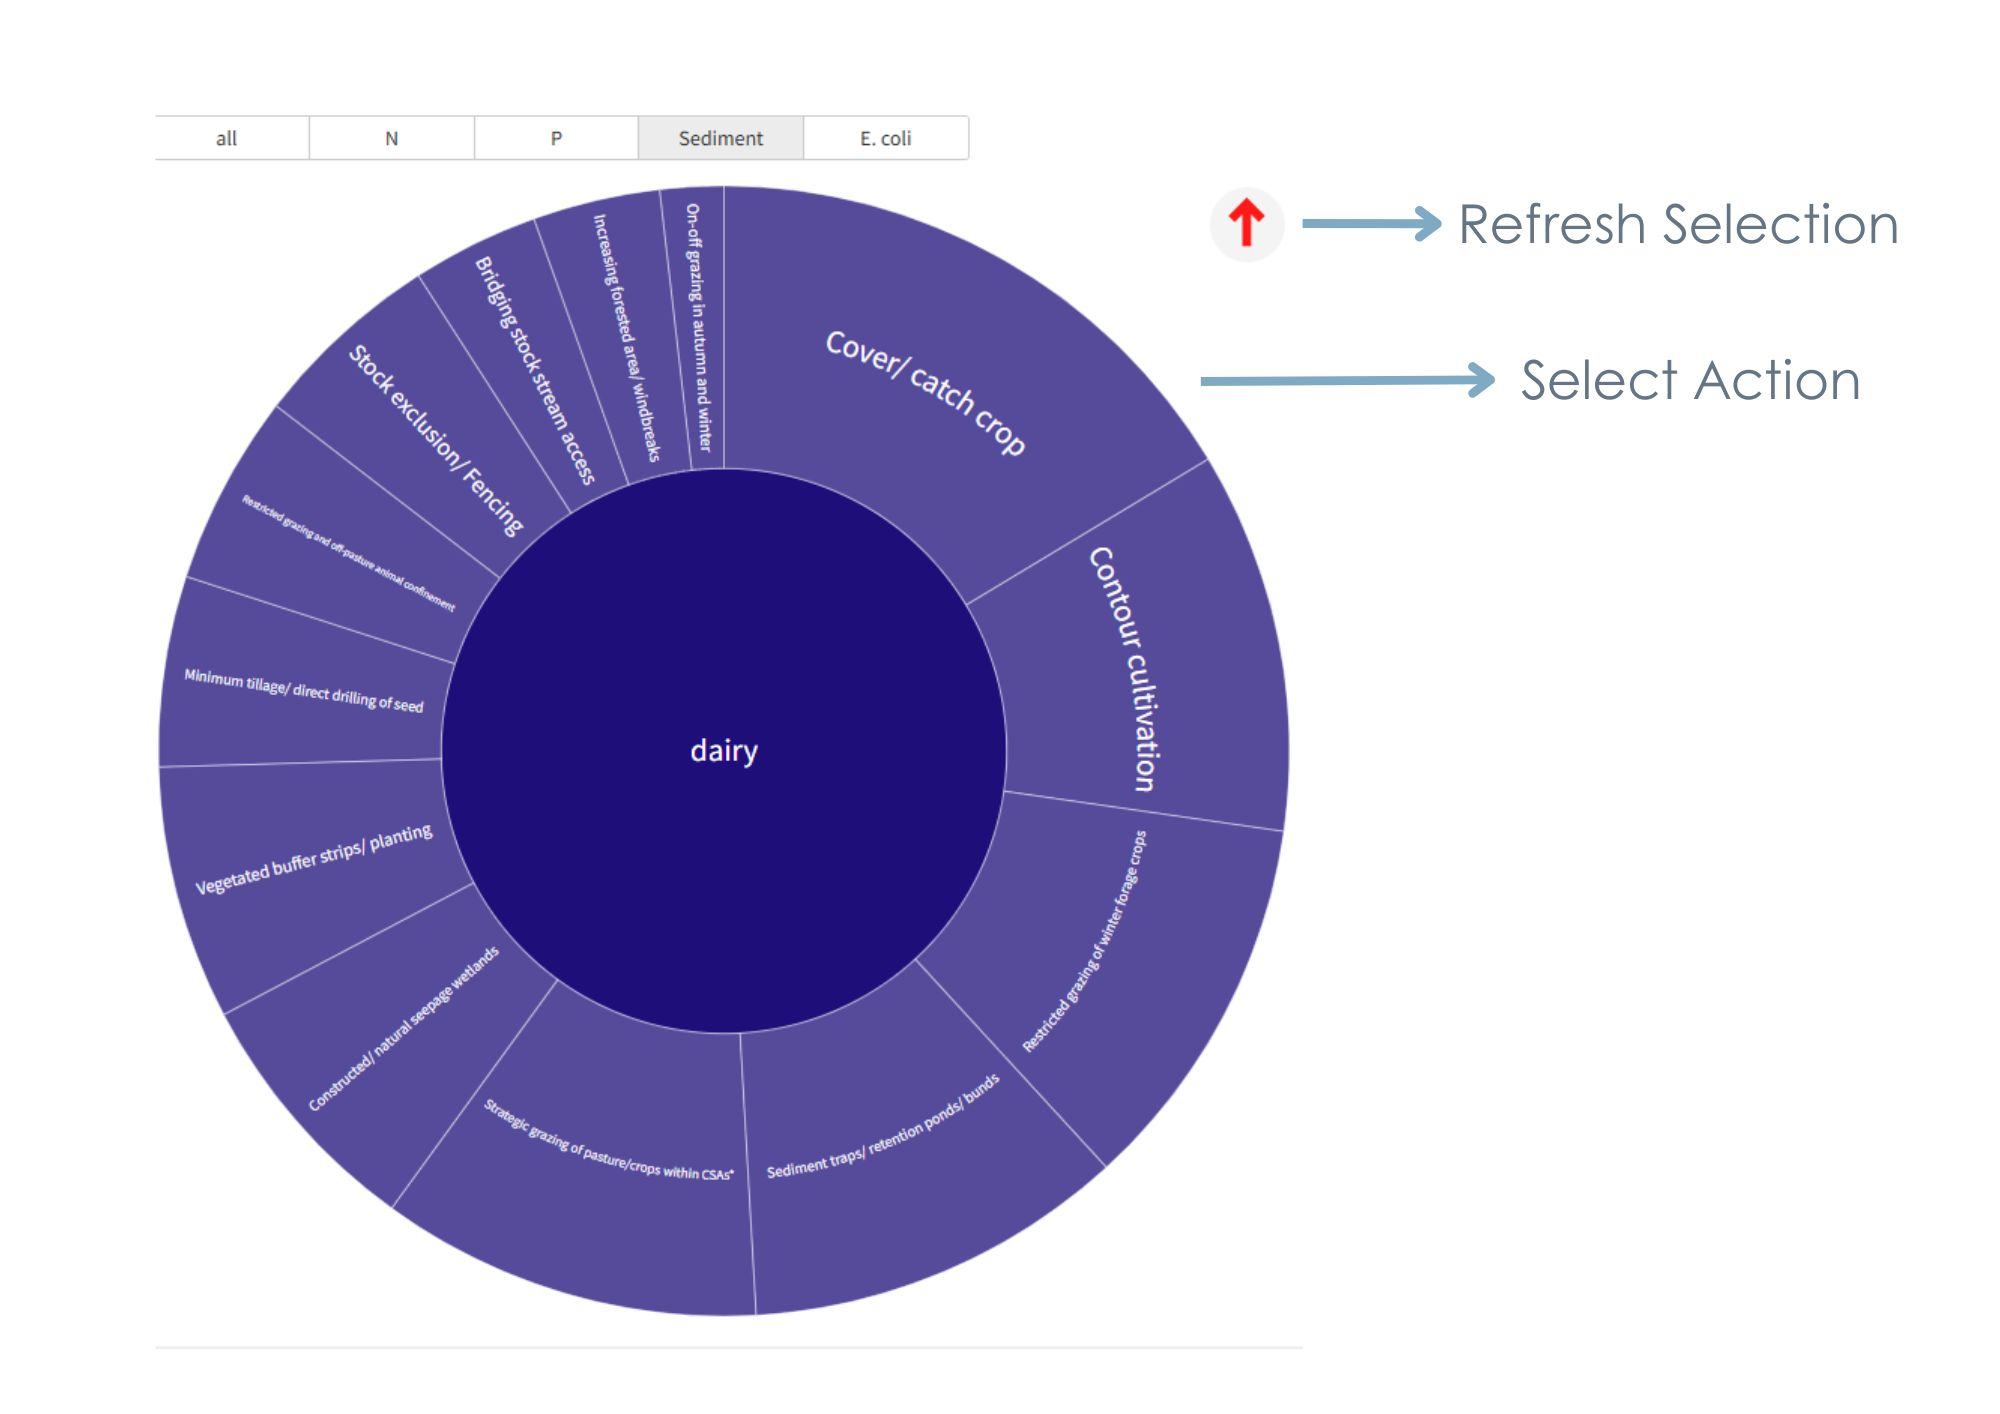 all
N
P
Sediment
E. coli
Refresh Selection
Select Action
Cover/ catch crop
Contour cultivation
Restricted grazing of winter forage crops
Sediment traps/ retention ponds/ bunds
Strategic grazing of pasture/crops within CSAs*
Constructed/ natural seepage wetlands
Vegetated buffer strips/ planting
Minimum tillage/ direct drilling of seed
Restricted grazing and off-pasture animal confinement
Stock exclusion/ Fencing
Bridging stock stream access
Increasing forested area/ windbreaks
On-off grazing in autumn and winter
dairy